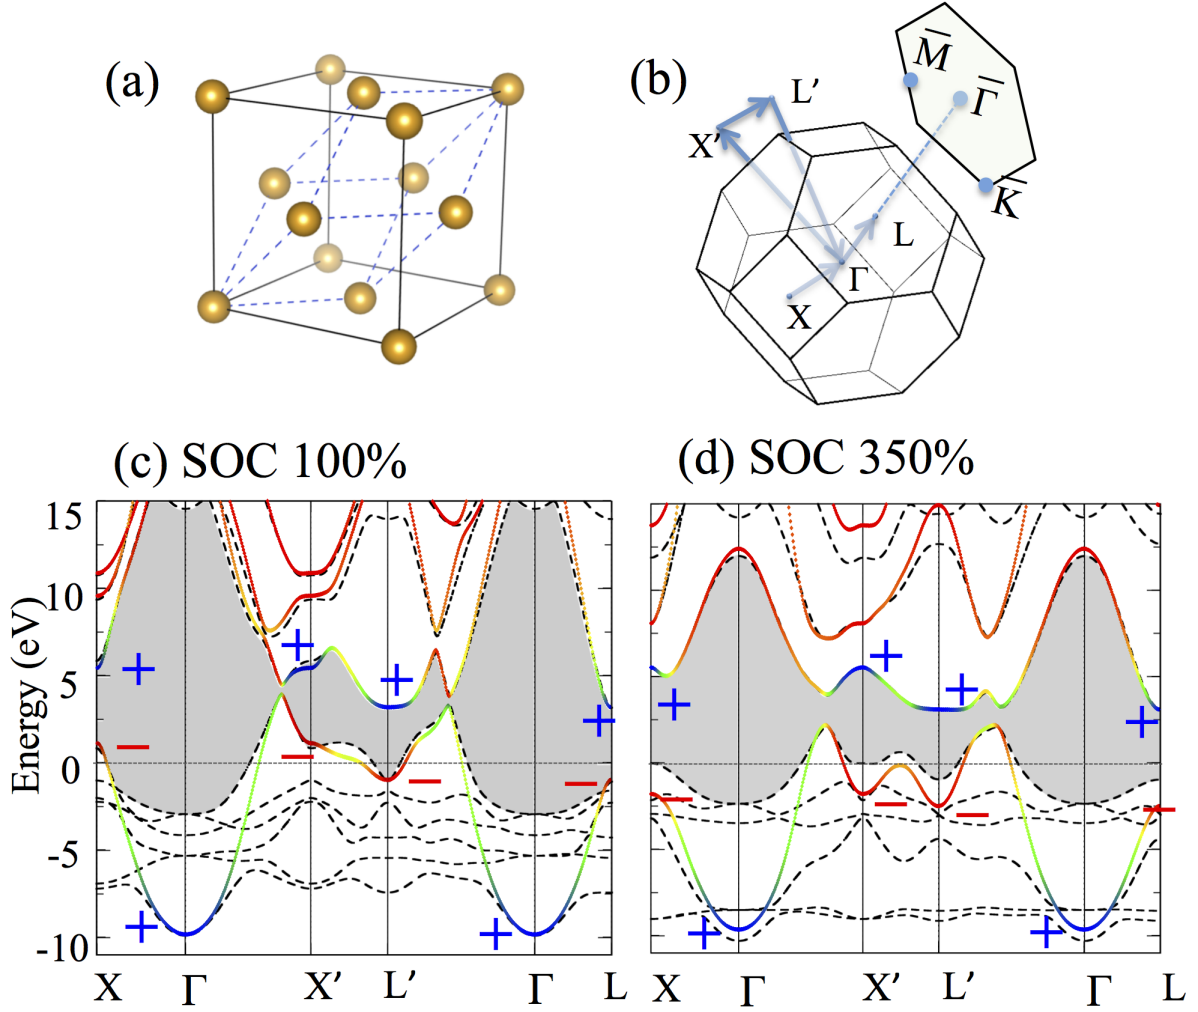 (a)
(b)
M̅
Γ̅
K̅
L’
X’
L
Γ
X
(c) SOC 100%
(d) SOC 350%
Energy (eV)
15
10
5
0
-5
-10
+ + + + − − − − + +
+ + + − − − − + +
X Γ X’ L’ Γ L
X Γ X’ L’ Γ L